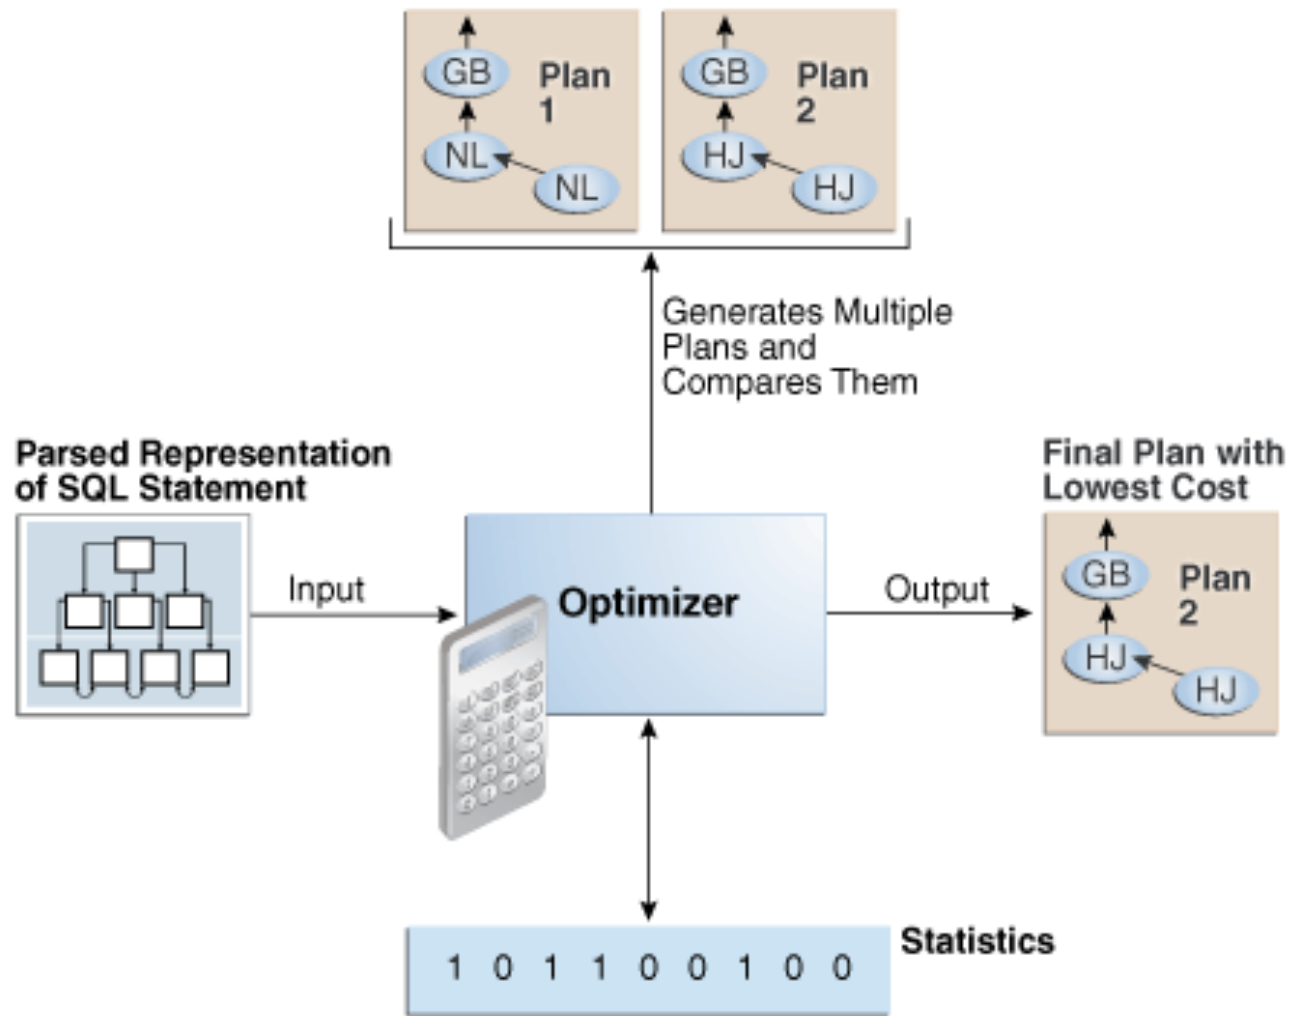 GB
Plan
1
NL
NL
GB
Plan
2
HJ
HJ
Generates Multiple
Plans and
Compares Them
Parsed Representation
of SQL Statement
Input
Optimizer
Output
Final Plan with
Lowest Cost
GB
Plan
2
HJ
HJ
Statistics
1 0 1 1 0 0 1 0 0